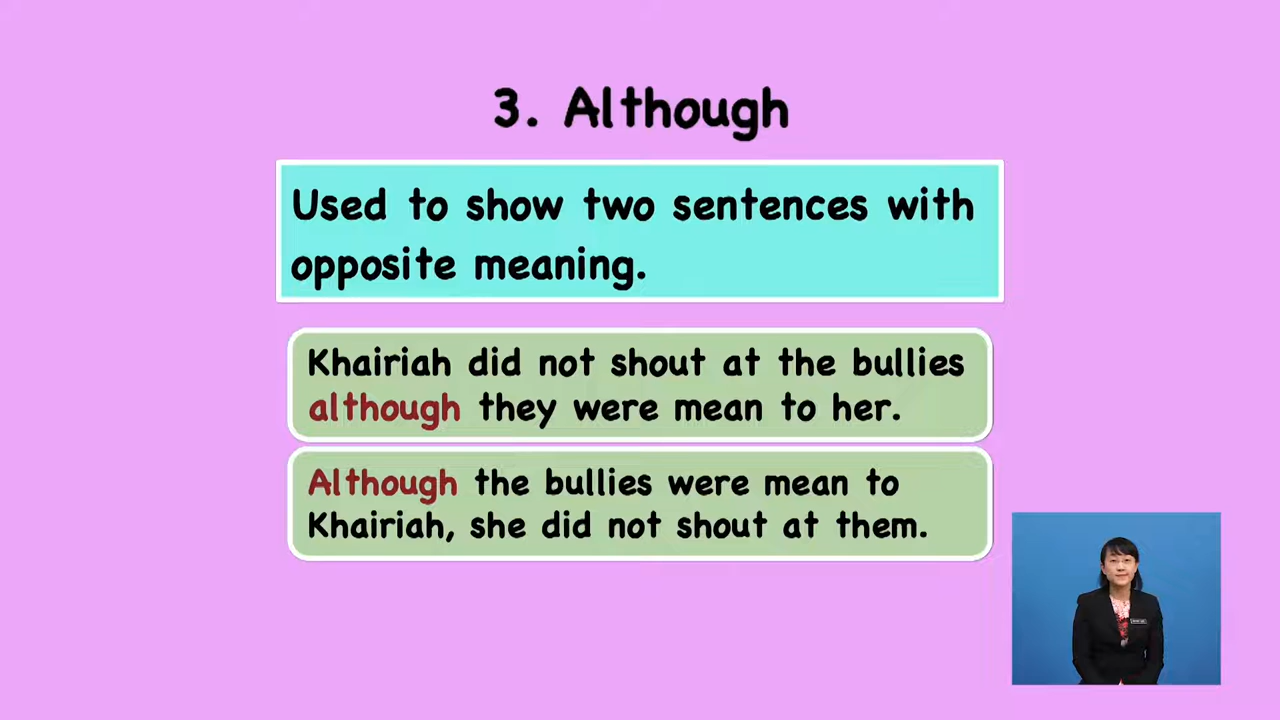 3. Although
Used to show two sentences with
opposite meaning.
Khairiah did not shout at the bullies
although they were mean to her.
Although the bullies were mean to
Khairiah, she did not shout at them.